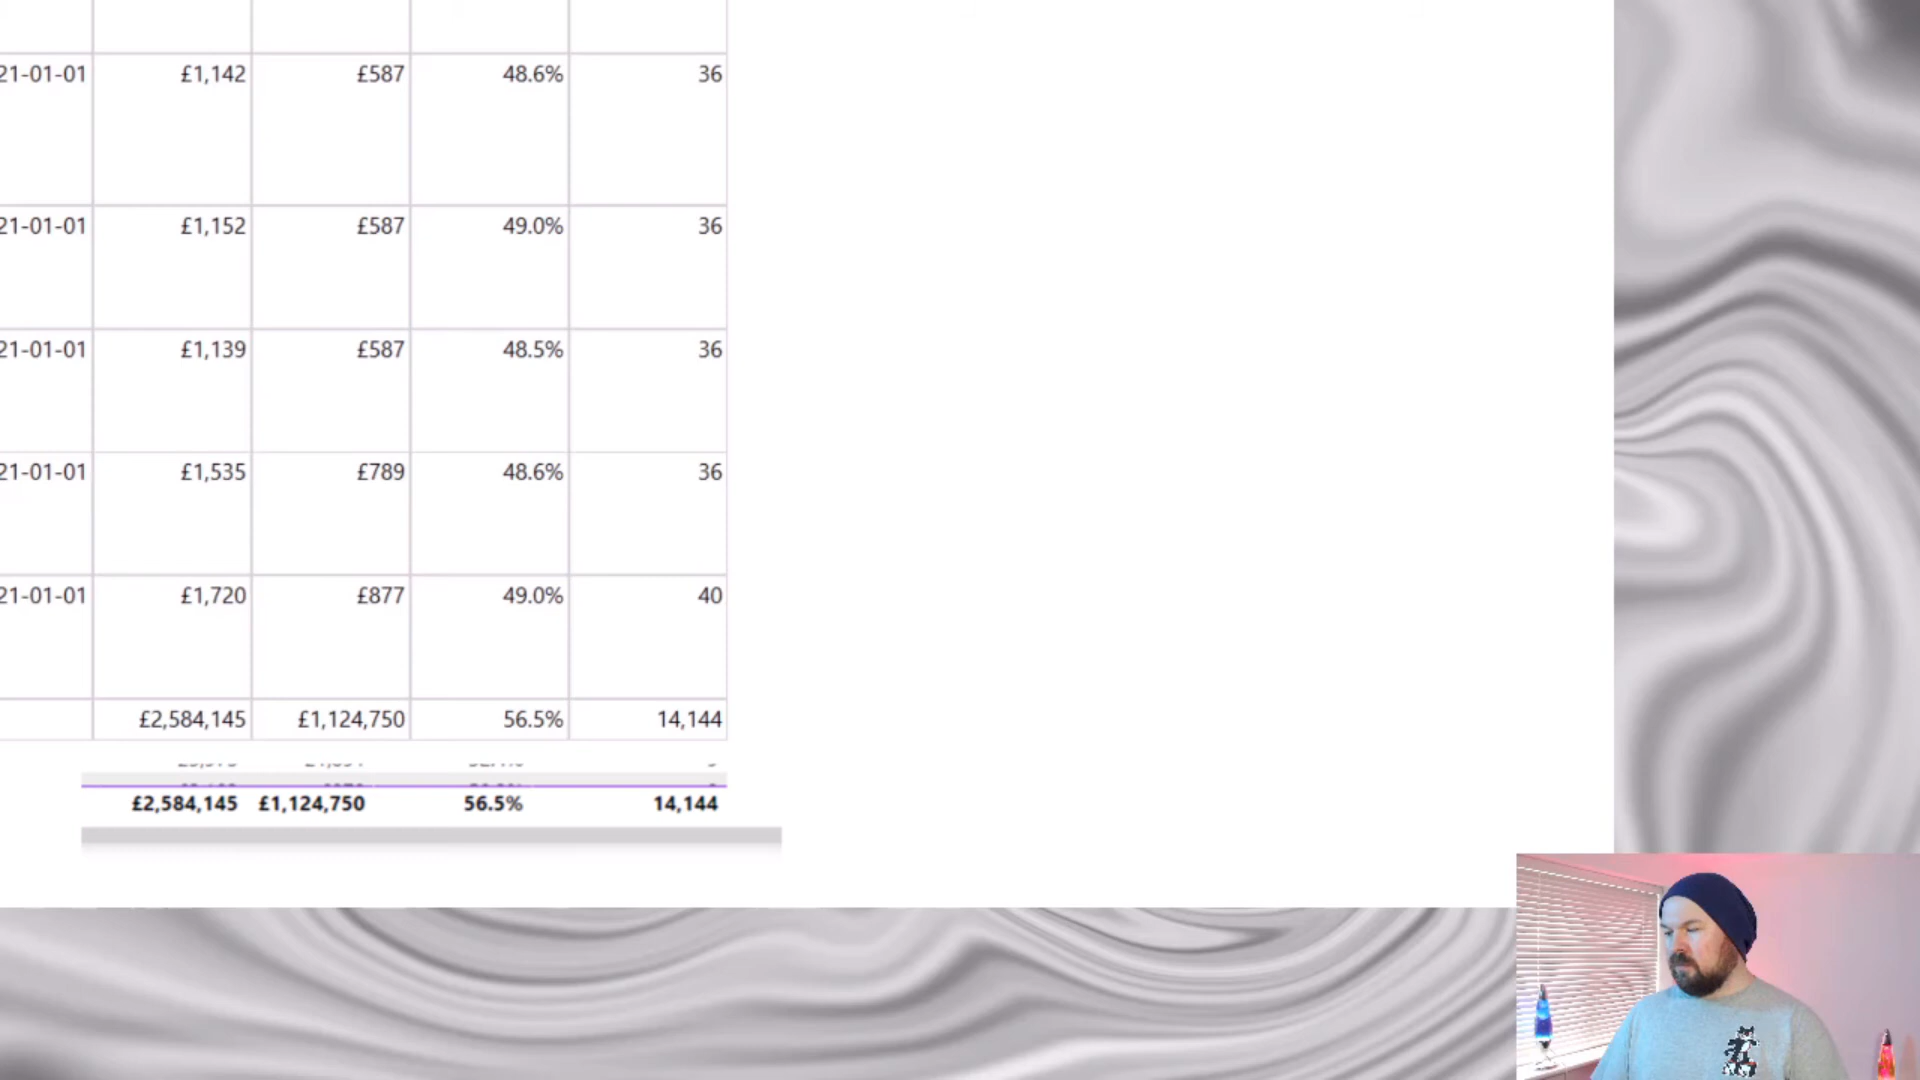 21-01-01 £1,142 £587 48.6% 36
21-01-01 £1,152 £587 49.0% 36
21-01-01 £1,139 £587 48.5% 36
21-01-01 £1,535 £789 48.6% 36
21-01-01 £1,720 £877 49.0% 40
£2,584,145 £1,124,750 56.5% 14,144
£2,584,145 £1,124,750 56.5% 14,144